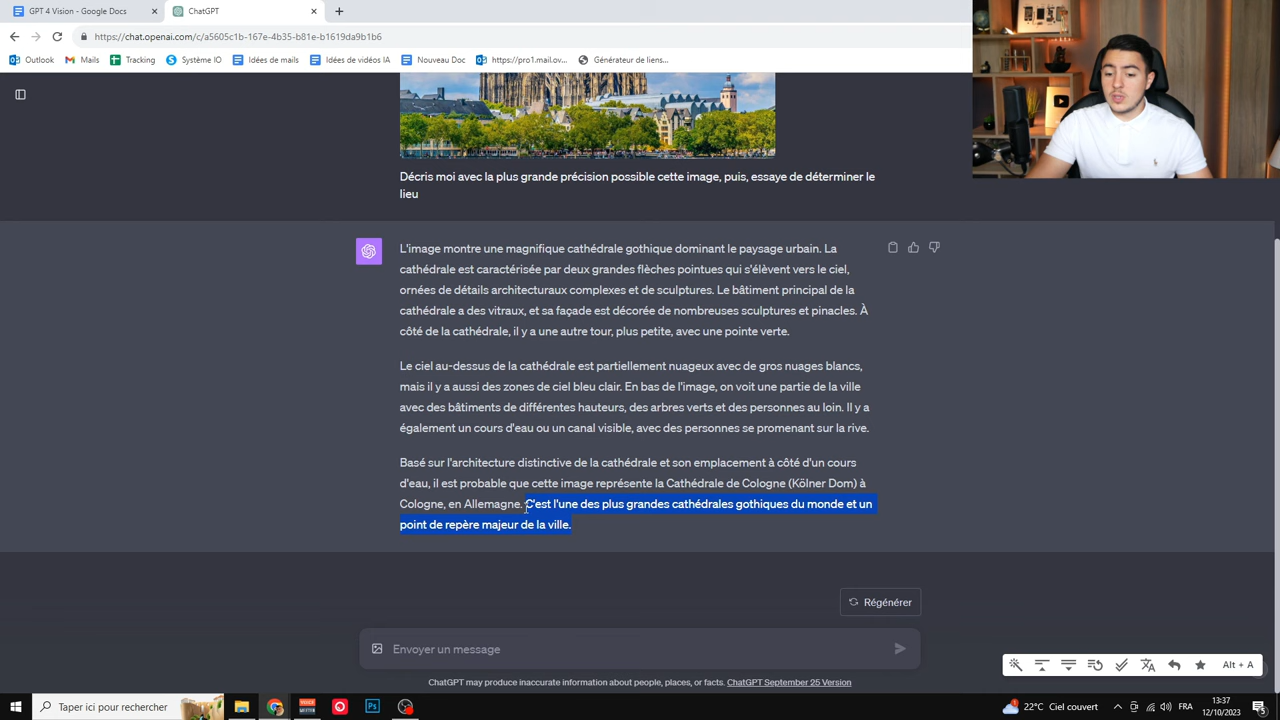 GPT 4 Vision - Google Docs
ChatGPT
https://chat.openai.com/c/a5605c1b-167e-4b35-b81e-b1619da9b1b6
Outlook
Mails
Tracking
Système IO
Idées de mails
Idées de vidéos IA
Nouveau Doc
https://pro1.mail.ov...
Générateur de liens...
Décris moi avec la plus grande précision possible cette image, puis, essaye de déterminer le
lieu
L'image montre une magnifique cathédrale gothique dominant le paysage urbain. La
cathédrale est caractérisée par deux grandes flèches pointues qui s'élèvent vers le ciel,
ornées de détails architecturaux complexes et de sculptures. Le bâtiment principal de la
cathédrale a des vitraux, et sa façade est décorée de nombreuses sculptures et pinacles. À
côté de la cathédrale, il y a une autre tour, plus petite, avec une pointe verte.
Le ciel au-dessus de la cathédrale est partiellement nuageux avec de gros nuages blancs,
mais il y a aussi des zones de ciel bleu clair. En bas de l'image, on voit une partie de la ville
avec des bâtiments de différentes hauteurs, des arbres verts et des personnes au loin. Il y a
également un cours d'eau ou un canal visible, avec des personnes se promenant sur la rive.
Basé sur l'architecture distinctive de la cathédrale et son emplacement à côté d'un cours
d'eau, il est probable que cette image représente la Cathédrale de Cologne (Kölner Dom) à
Cologne, en Allemagne. C'est l'une des plus grandes cathédrales gothiques du monde et un
point de repère majeur de la ville.
Régénérer
Envoyer un message
Alt + A
ChatGPT may produce inaccurate information about people, places, or facts. ChatGPT September 25 Version
Taper ici pour rechercher
Ps
22°C Ciel couvert
FRA
13:37
12/10/2023
5